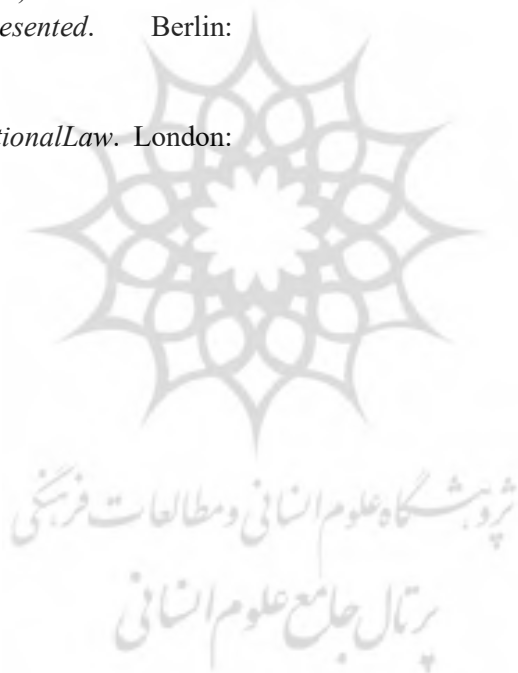 esented. Berlin:
tionalLaw. London:
پژوهشگاه علوم انسانی و مطالعات فرهنگی
پرتال جامع علوم انسانی